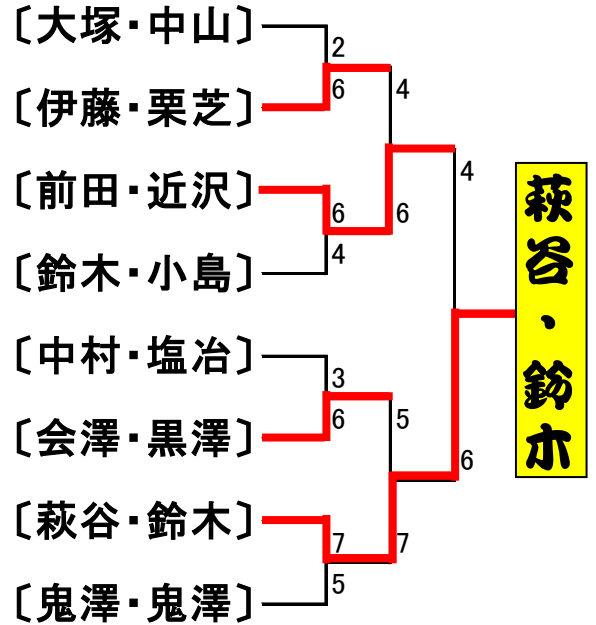 〔大塚・中山〕
2
6
〔伊藤・栗芝〕
4
〔前田・近沢〕
6
6
4
〔鈴木・小島〕
4
萩谷・鈴木
〔中村・塩冶〕
3
6
5
〔会澤・黒澤〕
6
〔萩谷・鈴木〕
7
7
5
〔鬼澤・鬼澤〕